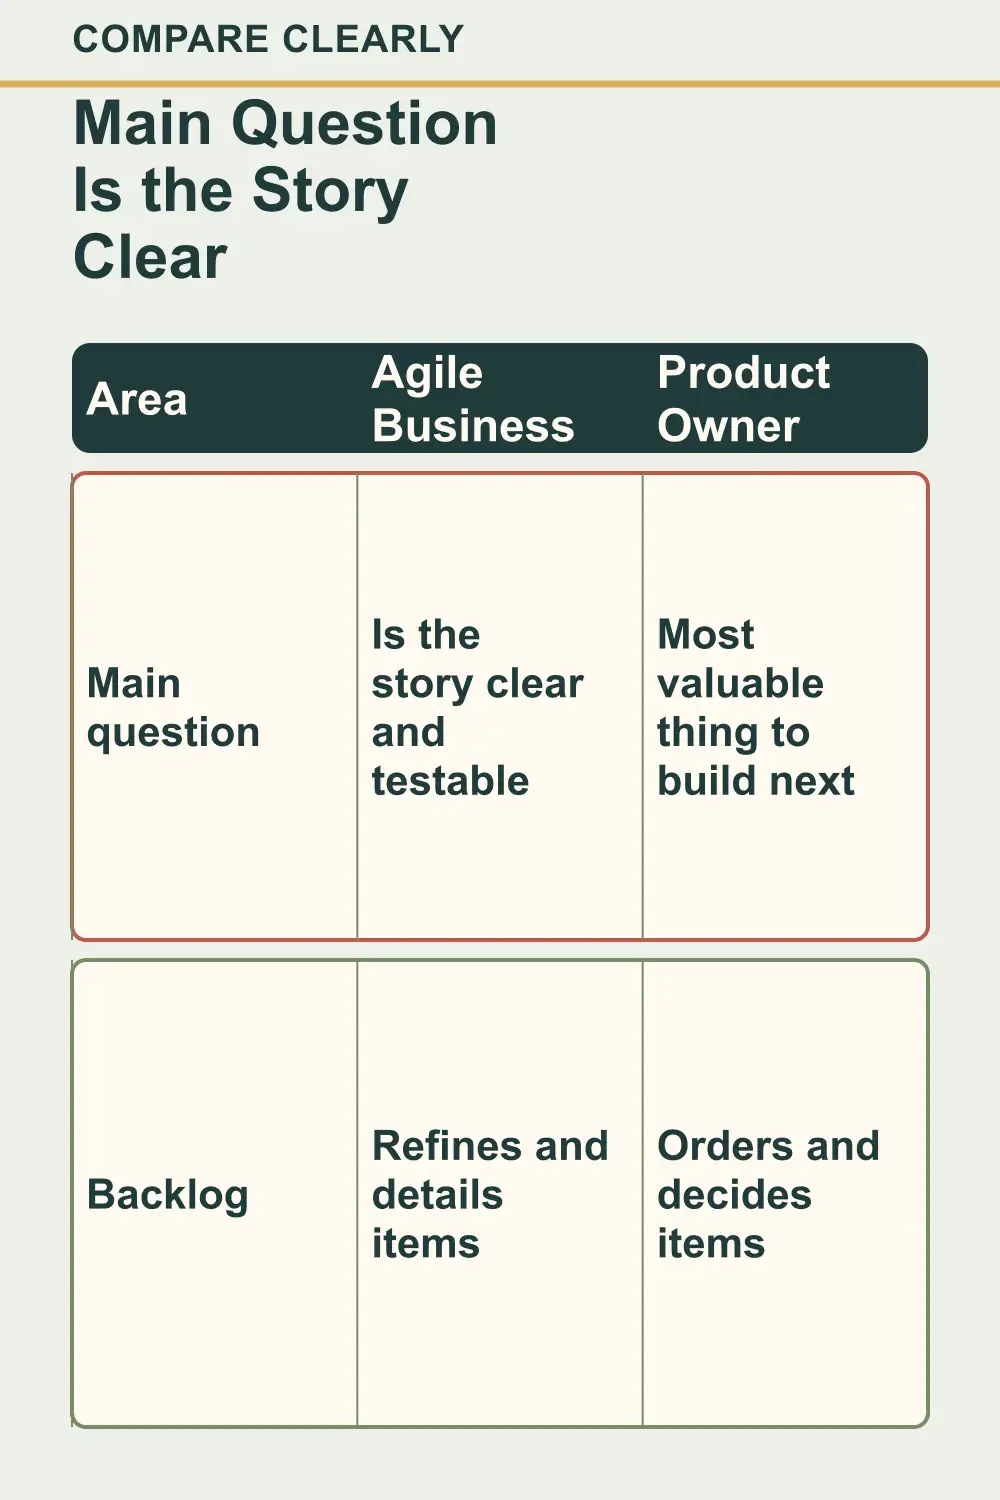 COMPARE CLEARLY
Main Question
Is the Story
Clear
Area
Agile
Business
Product
Owner
Main
question
Is the
story clear
and
testable
Most
valuable
thing to
build next
Backlog
Refines and
details
items
Orders and
decides
items